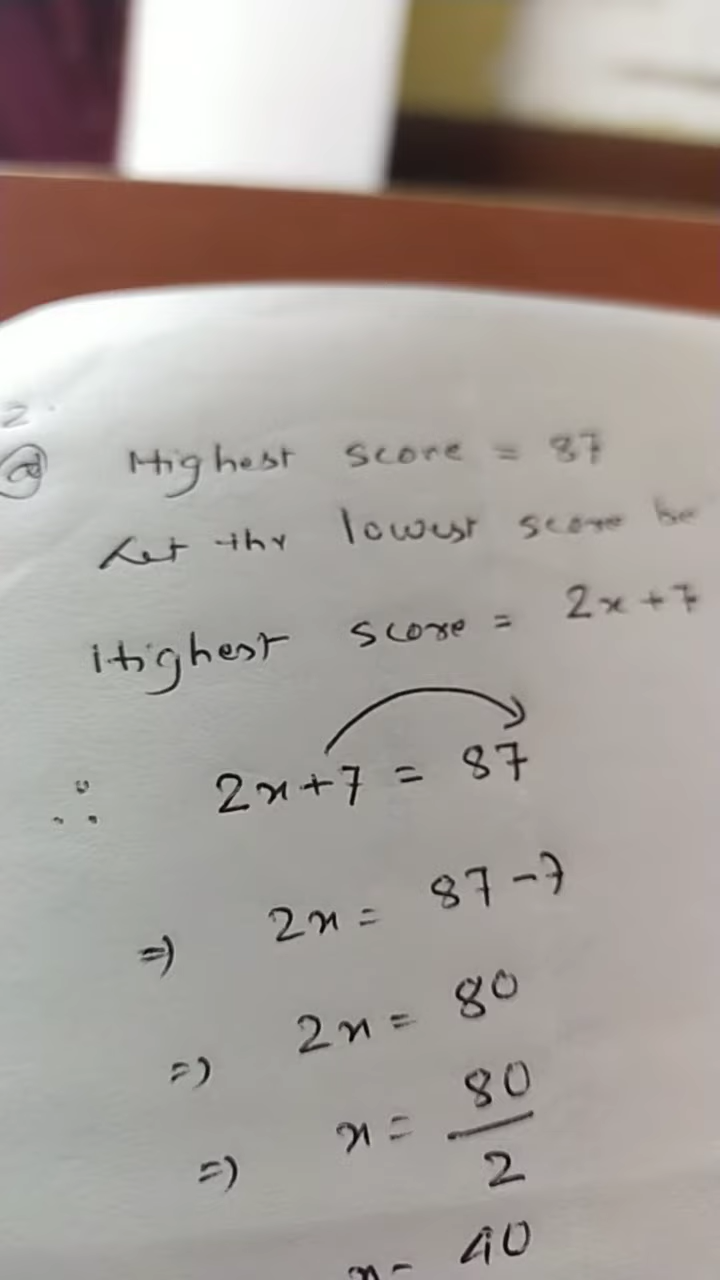 2.
(a) Highest score = 87
Let thr lowest score be
Highest score = 2x+7
∴ 2x+7 = 87
⇒ 2x = 87-7
⇒ 2x = 80
⇒ x = 80/2
x = 40